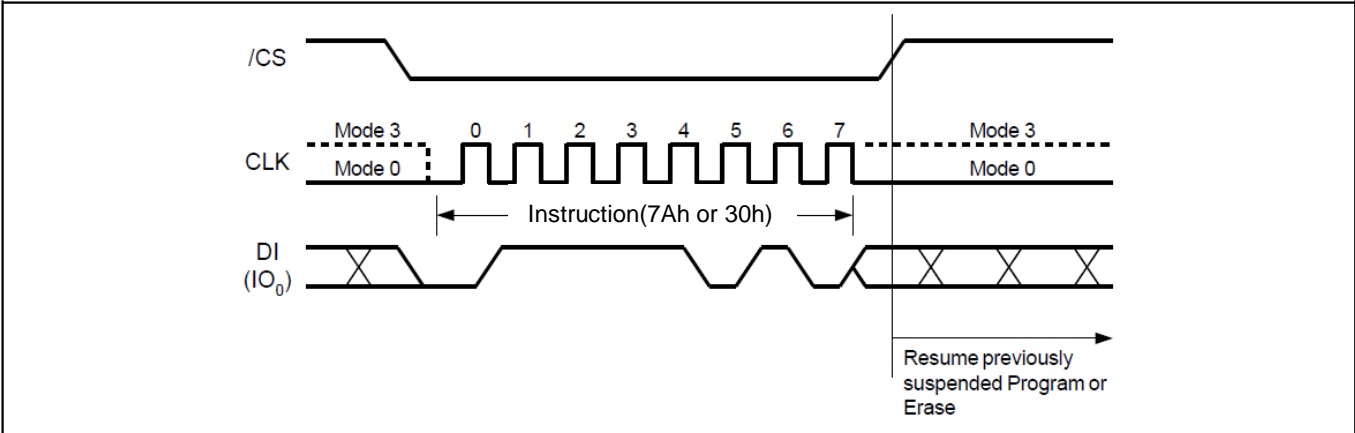 /CS
Mode 3 0 1 2 3 4 5 6 7 Mode 3
CLK
Mode 0 Mode 0
Instruction(7Ah or 30h)
DI
(IO0)
Resume previously
suspended Program or
Erase